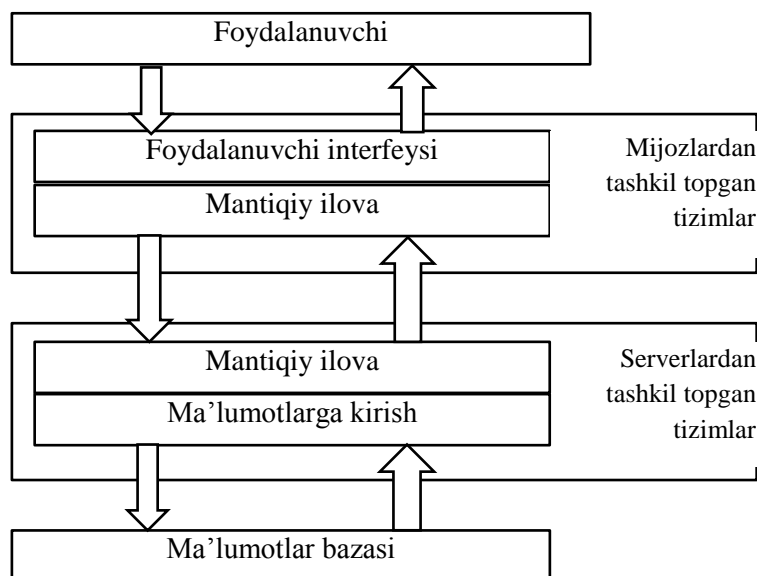 Foydalanuvchi
Foydalanuvchi interfeysi
Mantiqiy ilova
Mijozlardan
tashkil topgan
tizimlar
Mantiqiy ilova
Ma’lumotlarga kirish
Serverlardan
tashkil topgan
tizimlar
Ma’lumotlar bazasi